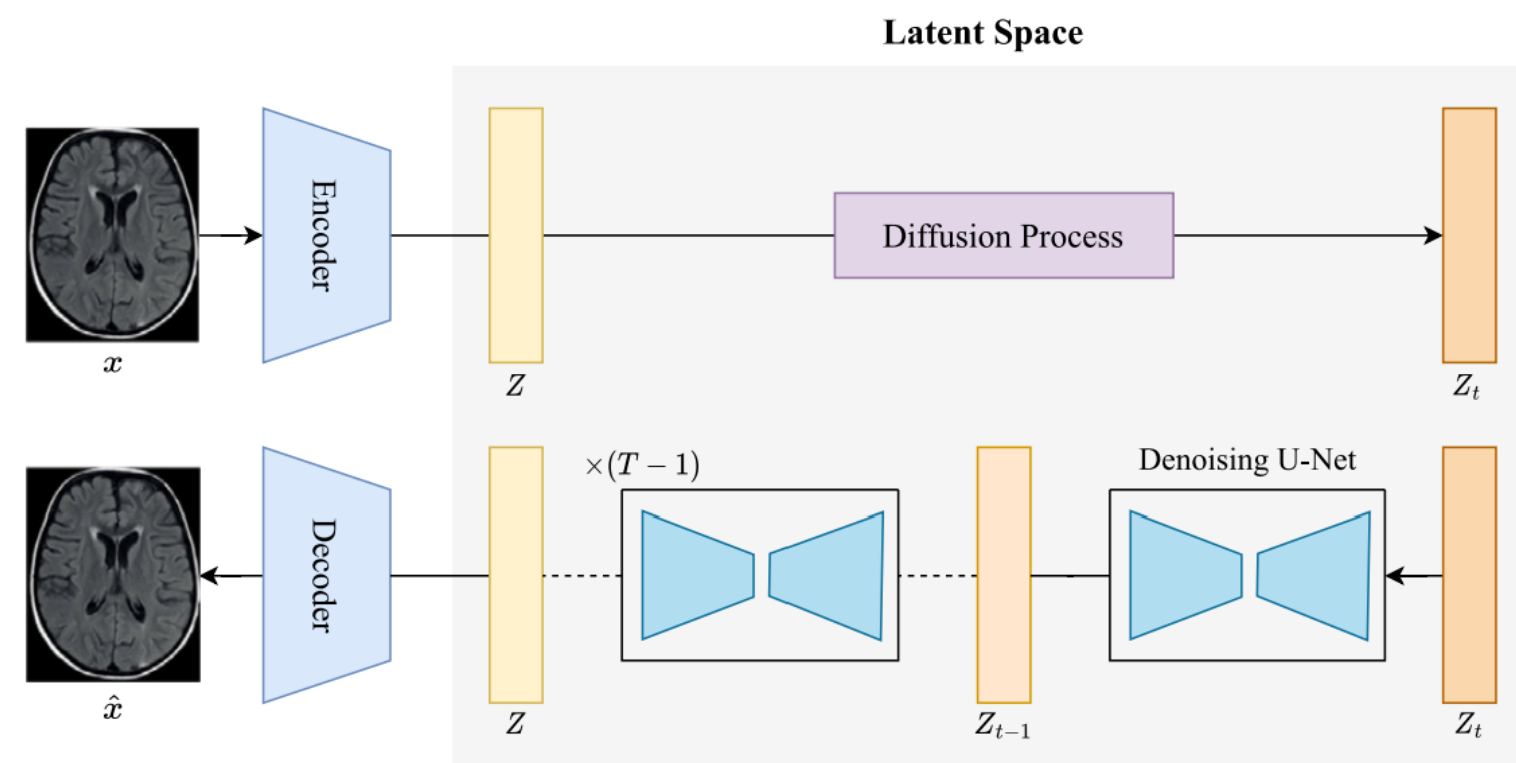 Latent Space
Encoder
Diffusion Process
x
Z
Z_t
×(T − 1)
Denoising U-Net
Decoder
x̂
Z
Z_{t−1}
Z_t